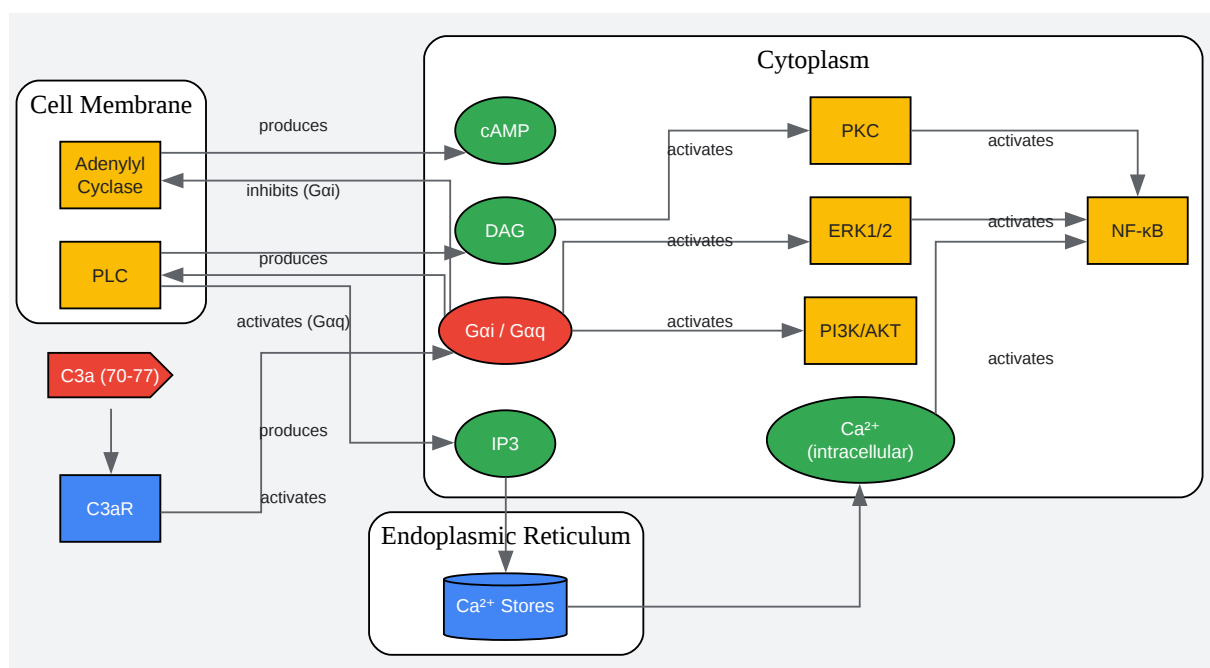 Cytoplasm
Cell Membrane
produces
cAMP
PKC
activates
activates
Adenylyl
Cyclase
inhibits (Gαi)
DAG
activates
ERK1/2
activates
NF-κB
PLC
produces
activates (Gαq)
Gαi / Gαq
activates
PI3K/AKT
activates
C3a (70-77)
produces
IP3
Ca²⁺
(intracellular)
C3aR
activates
Endoplasmic Reticulum
Ca²⁺ Stores